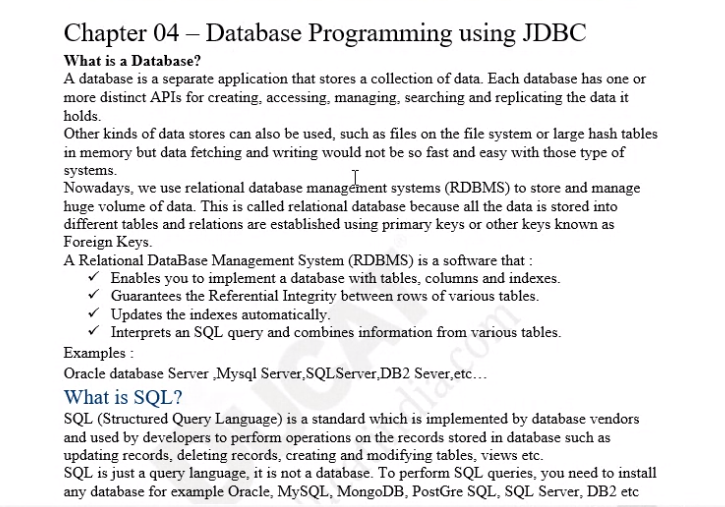 Chapter 04 – Database Programming using JDBC
What is a Database?
A database is a separate application that stores a collection of data. Each database has one or
more distinct APIs for creating, accessing, managing, searching and replicating the data it
holds.
Other kinds of data stores can also be used, such as files on the file system or large hash tables
in memory but data fetching and writing would not be so fast and easy with those type of
systems.
Nowadays, we use relational database management systems (RDBMS) to store and manage
huge volume of data. This is called relational database because all the data is stored into
different tables and relations are established using primary keys or other keys known as
Foreign Keys.
A Relational DataBase Management System (RDBMS) is a software that :
✓ Enables you to implement a database with tables, columns and indexes.
✓ Guarantees the Referential Integrity between rows of various tables.
✓ Updates the indexes automatically.
✓ Interprets an SQL query and combines information from various tables.
Examples :
Oracle database Server ,Mysql Server,SQLServer,DB2 Sever,etc…
What is SQL?
SQL (Structured Query Language) is a standard which is implemented by database vendors
and used by developers to perform operations on the records stored in database such as
updating records, deleting records, creating and modifying tables, views etc.
SQL is just a query language, it is not a database. To perform SQL queries, you need to install
any database for example Oracle, MySQL, MongoDB, PostGre SQL, SQL Server, DB2 etc